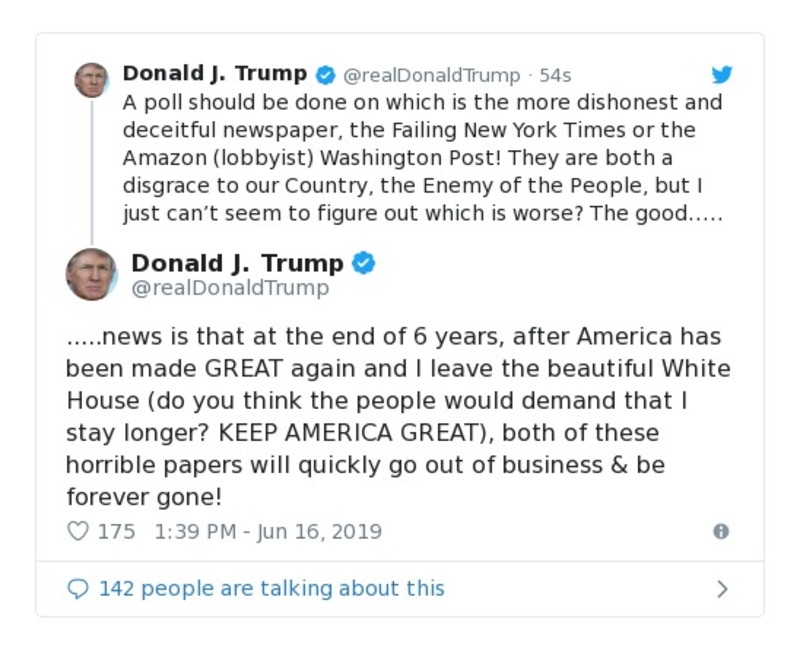 Donald J. Trump @realDonaldTrump · 54s
A poll should be done on which is the more dishonest and
deceitful newspaper, the Failing New York Times or the
Amazon (lobbyist) Washington Post! They are both a
disgrace to our Country, the Enemy of the People, but I
just can’t seem to figure out which is worse? The good.....
Donald J. Trump
@realDonaldTrump
.....news is that at the end of 6 years, after America has
been made GREAT again and I leave the beautiful White
House (do you think the people would demand that I
stay longer? KEEP AMERICA GREAT), both of these
horrible papers will quickly go out of business & be
forever gone!
175 1:39 PM - Jun 16, 2019
142 people are talking about this